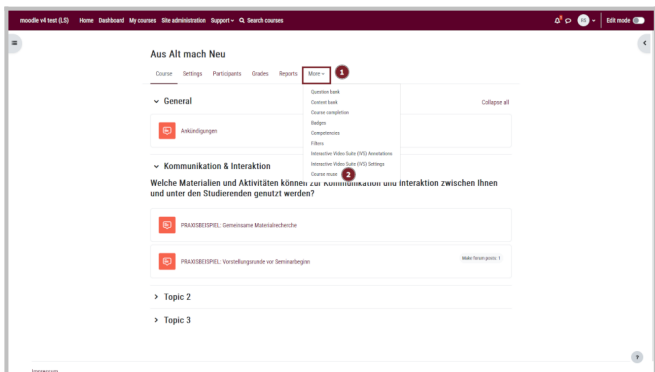 moodle v4 test (LS) Home Dashboard My courses Site administration Support Search courses Edit mode
Aus Alt mach Neu
Course Settings Participants Grades Reports More 1
Question bank
Content bank
Course completion
Badges
Competencies
Filters
Interactive Video Suite (IVS) Annotations
Interactive Video Suite (IVS) Settings
Course reuse 2
General Collapse all
Ankündigungen
Kommunikation & Interaktion
Welche Materialien und Aktivitäten können zur Kommunikation und Interaktion zwischen Ihnen
und unter den Studierenden genutzt werden?
PRAXISBEISPIEL: Gemeinsame Materialrecherche
PRAXISBEISPIEL: Vorstellungsrunde vor Seminarbeginn Make forum posts: 1
Topic 2
Topic 3
?
Impressum